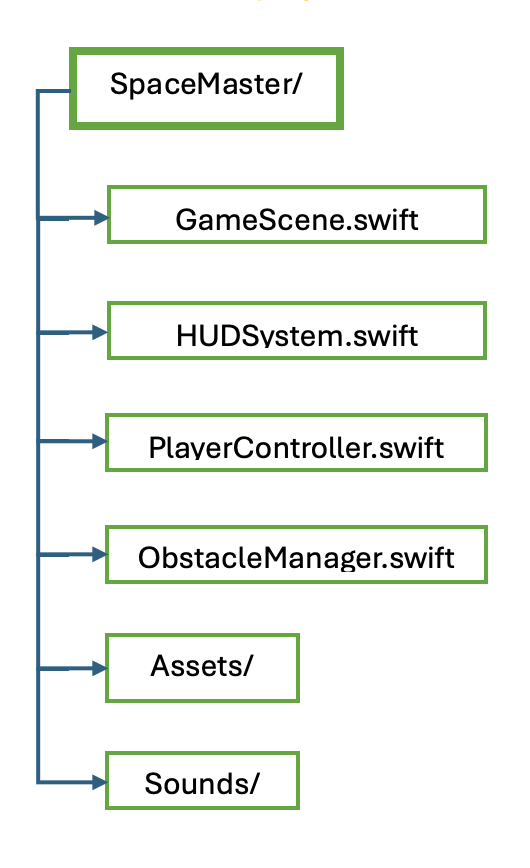 SpaceMaster/
GameScene.swift
HUDSystem.swift
PlayerController.swift
ObstacleManager.swift
Assets/
Sounds/